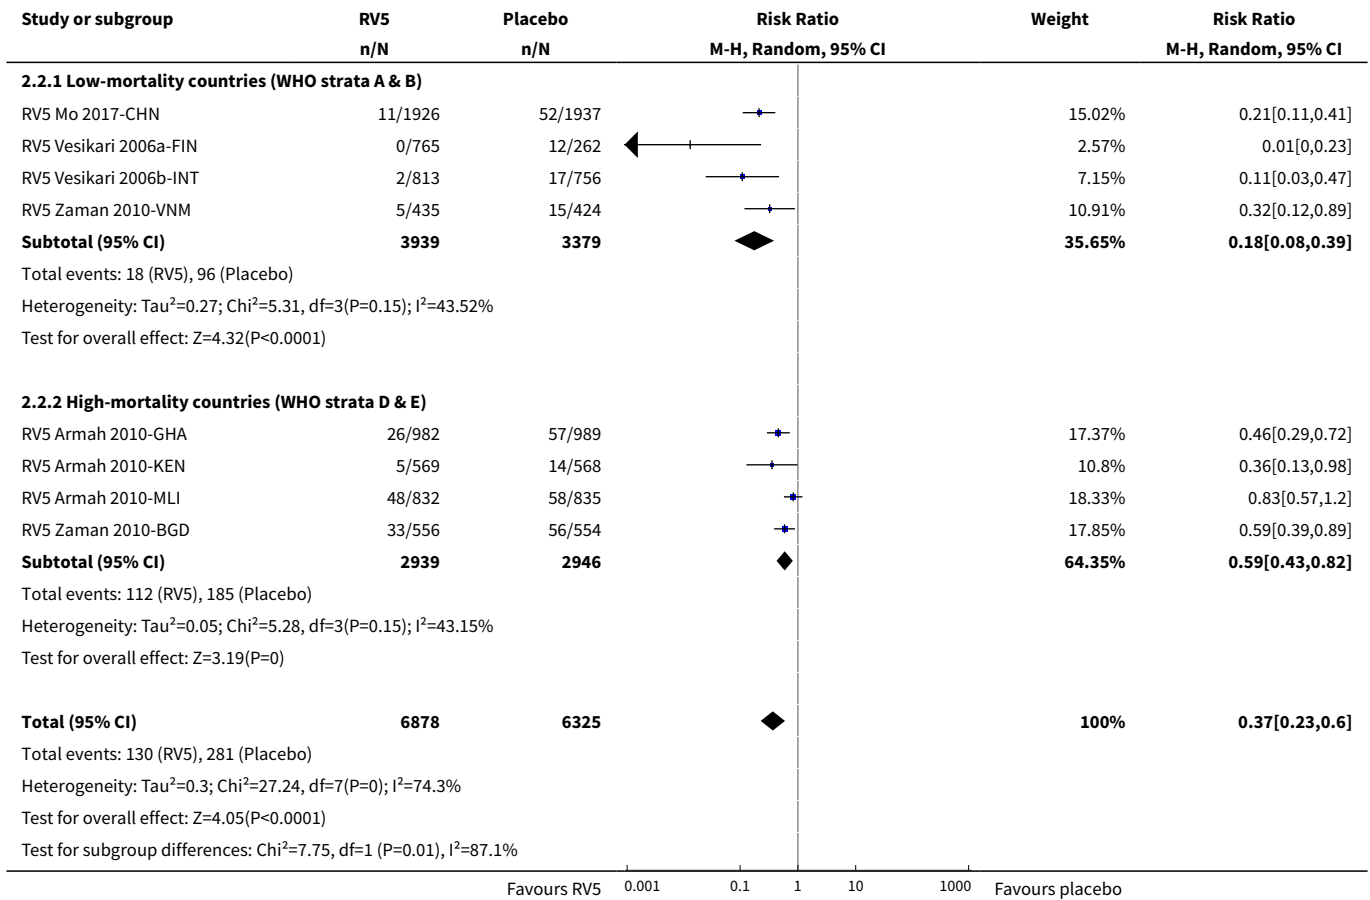 Study or subgroup RV5 Placebo Risk Ratio Weight Risk Ratio
n/N n/N M-H, Random, 95% CI M-H, Random, 95% CI
2.2.1 Low-mortality countries (WHO strata A & B)
RV5 Mo 2017-CHN 11/1926 52/1937 15.02% 0.21[0.11,0.41]
RV5 Vesikari 2006a-FIN 0/765 12/262 2.57% 0.01[0,0.23]
RV5 Vesikari 2006b-INT 2/813 17/756 7.15% 0.11[0.03,0.47]
RV5 Zaman 2010-VNM 5/435 15/424 10.91% 0.32[0.12,0.89]
Subtotal (95% CI) 3939 3379 35.65% 0.18[0.08,0.39]
Total events: 18 (RV5), 96 (Placebo)
Heterogeneity: Tau²=0.27; Chi²=5.31, df=3(P=0.15); I²=43.52%
Test for overall effect: Z=4.32(P<0.0001)
2.2.2 High-mortality countries (WHO strata D & E)
RV5 Armah 2010-GHA 26/982 57/989 17.37% 0.46[0.29,0.72]
RV5 Armah 2010-KEN 5/569 14/568 10.8% 0.36[0.13,0.98]
RV5 Armah 2010-MLI 48/832 58/835 18.33% 0.83[0.57,1.2]
RV5 Zaman 2010-BGD 33/556 56/554 17.85% 0.59[0.39,0.89]
Subtotal (95% CI) 2939 2946 64.35% 0.59[0.43,0.82]
Total events: 112 (RV5), 185 (Placebo)
Heterogeneity: Tau²=0.05; Chi²=5.28, df=3(P=0.15); I²=43.15%
Test for overall effect: Z=3.19(P=0)
Total (95% CI) 6878 6325 100% 0.37[0.23,0.6]
Total events: 130 (RV5), 281 (Placebo)
Heterogeneity: Tau²=0.3; Chi²=27.24, df=7(P=0); I²=74.3%
Test for overall effect: Z=4.05(P<0.0001)
Test for subgroup differences: Chi²=7.75, df=1 (P=0.01), I²=87.1%
Favours RV5 0.001 0.1 1 10 1000 Favours placebo